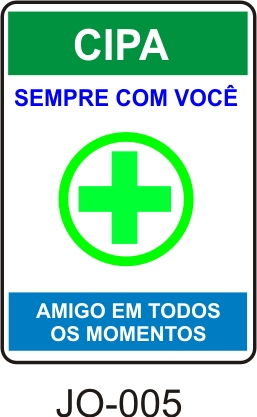 CIPA
SEMPRE COM VOCÊ
AMIGO EM TODOS
OS MOMENTOS
JO-005